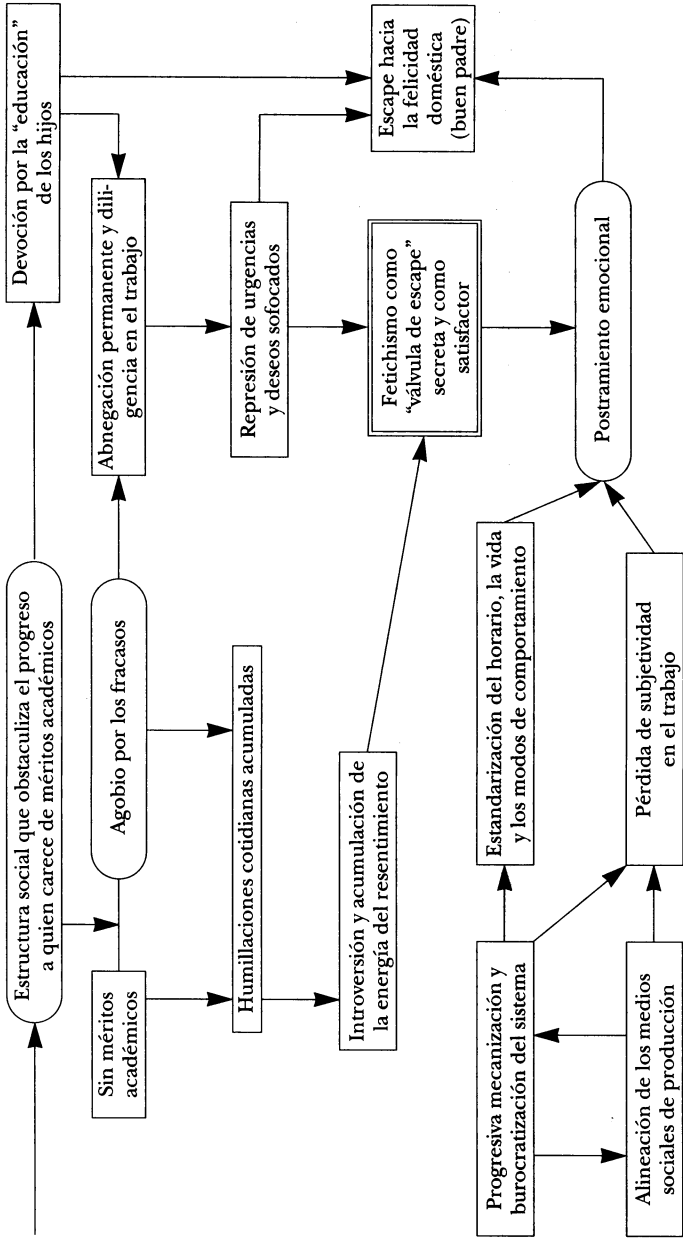 Estructura social que obstaculiza el progreso
a quien carece de méritos académicos
Devoción por la “educación”
de los hijos
Sin méritos
académicos
Agobio por los fracasos
Abnegación permanente y dili-
gencia en el trabajo
Humillaciones cotidianas acumuladas
Represión de urgencias
y deseos sofocados
Escape hacia
la felicidad
doméstica
(buen padre)
Introversión y acumulación de
la energía del resentimiento
Fetichismo como
“válvula de escape”
secreta y como
satisfactor
Progresiva mecanización y
burocratización del sistema
Estandarización del horario, la vida
y los modos de comportamiento
Postramiento emocional
Alineación de los medios
sociales de producción
Pérdida de subjetividad
en el trabajo